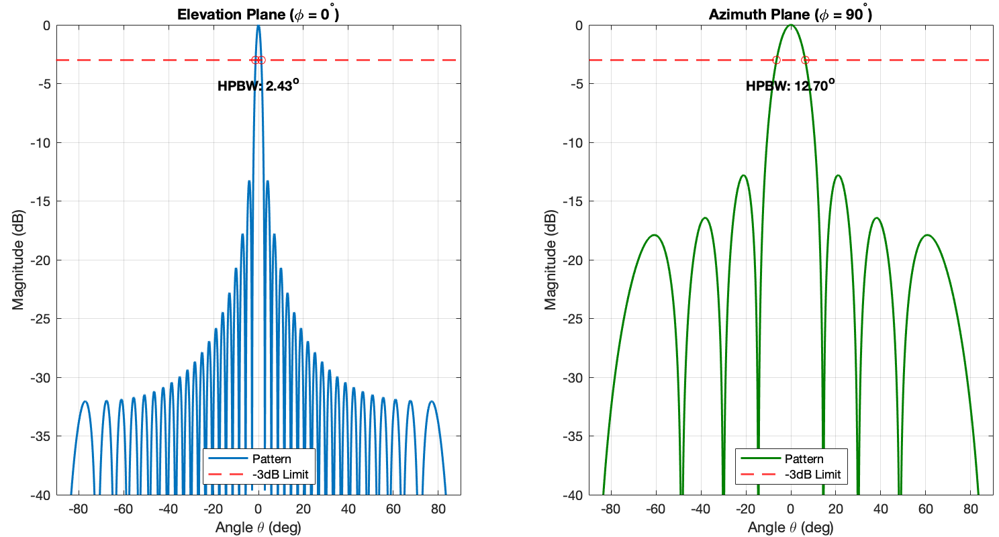 Elevation Plane (ϕ = 0°)
0
-5
-10
-15
-20
-25
-30
-35
-40
Magnitude (dB)
HPBW: 2.43°
Pattern
-3dB Limit
-80 -60 -40 -20 0 20 40 60 80
Angle θ (deg)
Azimuth Plane (ϕ = 90°)
0
-5
-10
-15
-20
-25
-30
-35
-40
Magnitude (dB)
HPBW: 12.70°
Pattern
-3dB Limit
-80 -60 -40 -20 0 20 40 60 80
Angle θ (deg)